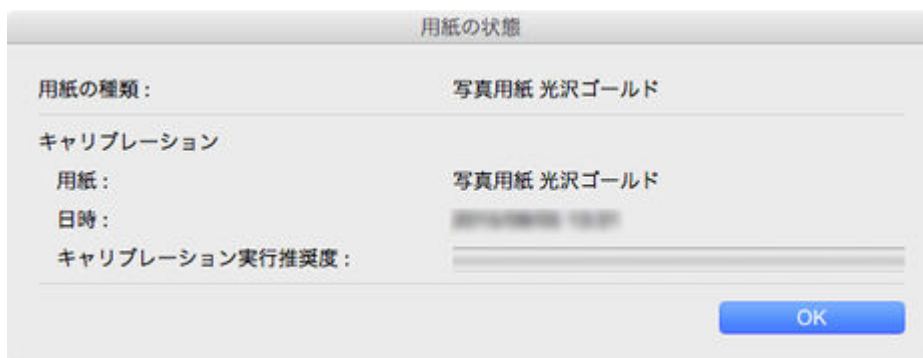 用紙の状態
用紙の種類 : 写真用紙 光沢ゴールド
キャリブレーション
用紙 : 写真用紙 光沢ゴールド
日時 :
キャリブレーション実行推奨度 :
OK